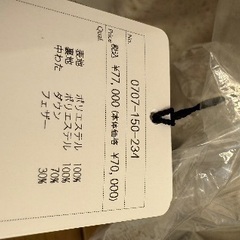 No.
0707-150-234
Price 税込 ¥77,000 (本体価格 ¥70,000)
Qual.
表地 ポリエステル 100%
裏地 ポリエステル 100%
中わた ダウン 70%
フェザー 30%